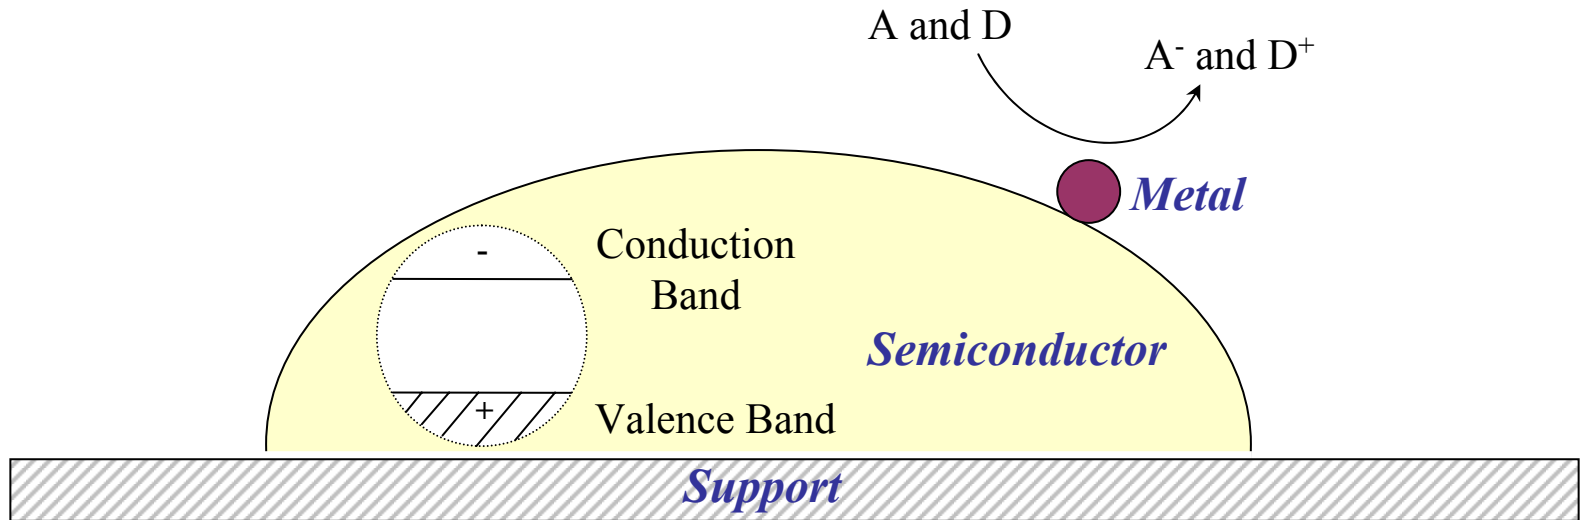 A and D
A⁻ and D⁺
Metal
-
Conduction
Band
Semiconductor
+
Valence Band
Support